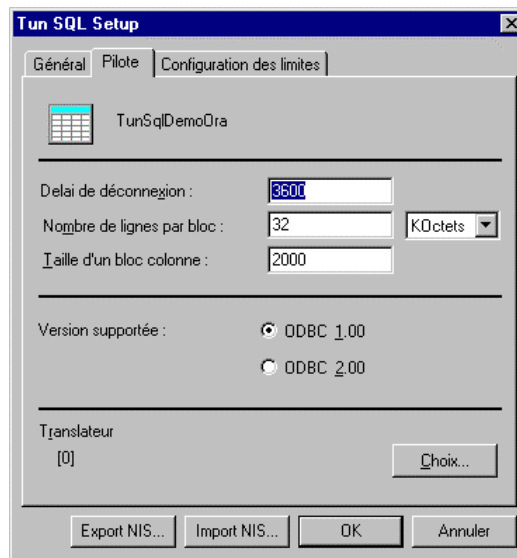 Tun SQL Setup
Général Pilote Configuration des limites
TunSqlDemoOra
Delai de déconnexion : 3600
Nombre de lignes par bloc : 32 KOctets
Taille d'un bloc colonne : 2000
Version supportée : ODBC 1.00
ODBC 2.00
Translateur
[0] Choix...
Export NIS... Import NIS... OK Annuler